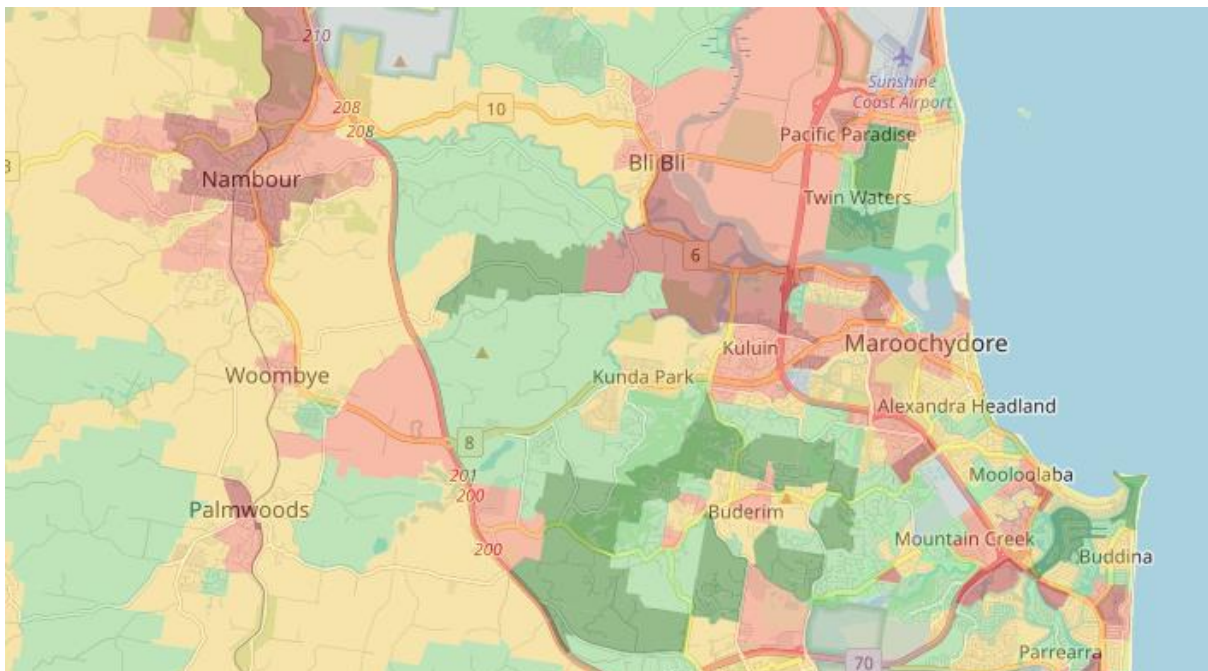 210
208
208
10
Sunshine
Coast Airport
Pacific Paradise
3
Bli Bli
Nambour
Twin Waters
6
Maroochydore
Kuluin
Woombye
Kunda Park
Alexandra Headland
8
201
200
Mooloolaba
Palmwoods
Buderim
Mountain Creek
200
Buddina
Parrearra
70